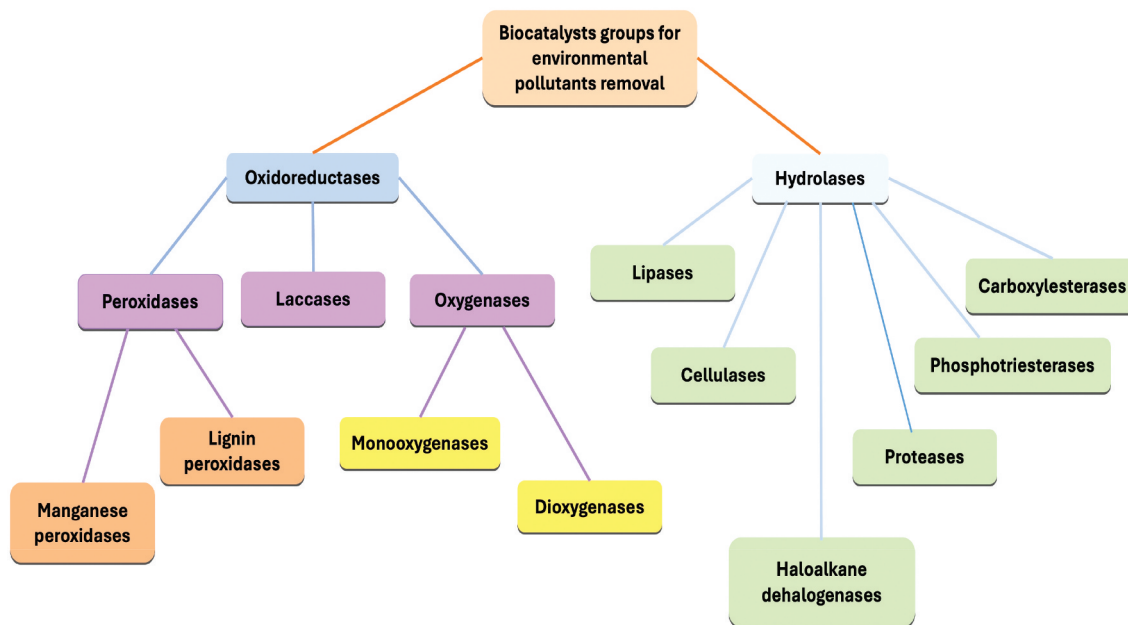 Biocatalysts groups for
environmental
pollutants removal
Oxidoreductases
Hydrolases
Peroxidases
Laccases
Oxygenases
Lipases
Carboxylesterases
Cellulases
Phosphotriesterases
Lignin
peroxidases
Monooxygenases
Proteases
Manganese
peroxidases
Dioxygenases
Haloalkane
dehalogenases